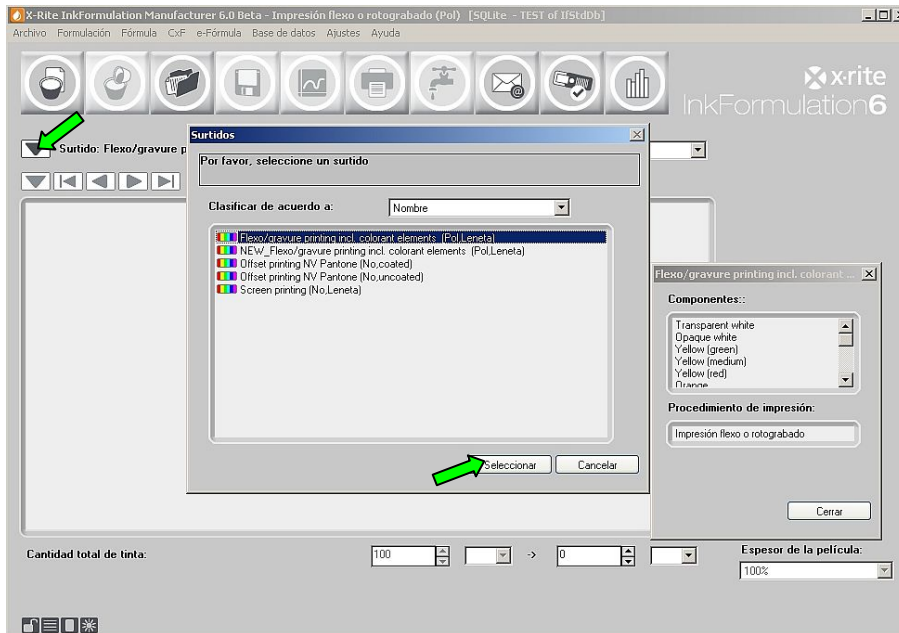 X-Rite InkFormulation Manufacturer 6.0 Beta - Impresión flexo o rotograbado (Pol) [SQLite - TEST of IfStdDb]
Archivo Formulación Fórmula CxF e-Fórmula Base de datos Ajustes Ayuda
x·rite
InkFormulation6
Surtido: Flexo/gravure p
Surtidos
Por favor, seleccione un surtido
Clasificar de acuerdo a: Nombre
Flexo/gravure printing incl. colorant elements (Pol,Leneta)
NEW_Flexo/gravure printing incl. colorant elements (Pol,Leneta)
Offset printing NV Pantone (No,coated)
Offset printing NV Pantone (No,uncoated)
Screen printing (No,Leneta)
Seleccionar Cancelar
Flexo/gravure printing incl. colorant ...
Componentes::
Transparent white
Opaque white
Yellow (green)
Yellow (medium)
Yellow (red)
Orange
Procedimiento de impresión:
Impresión flexo o rotograbado
Cerrar
Cantidad total de tinta: 100 -> 0
Espesor de la película:
100%